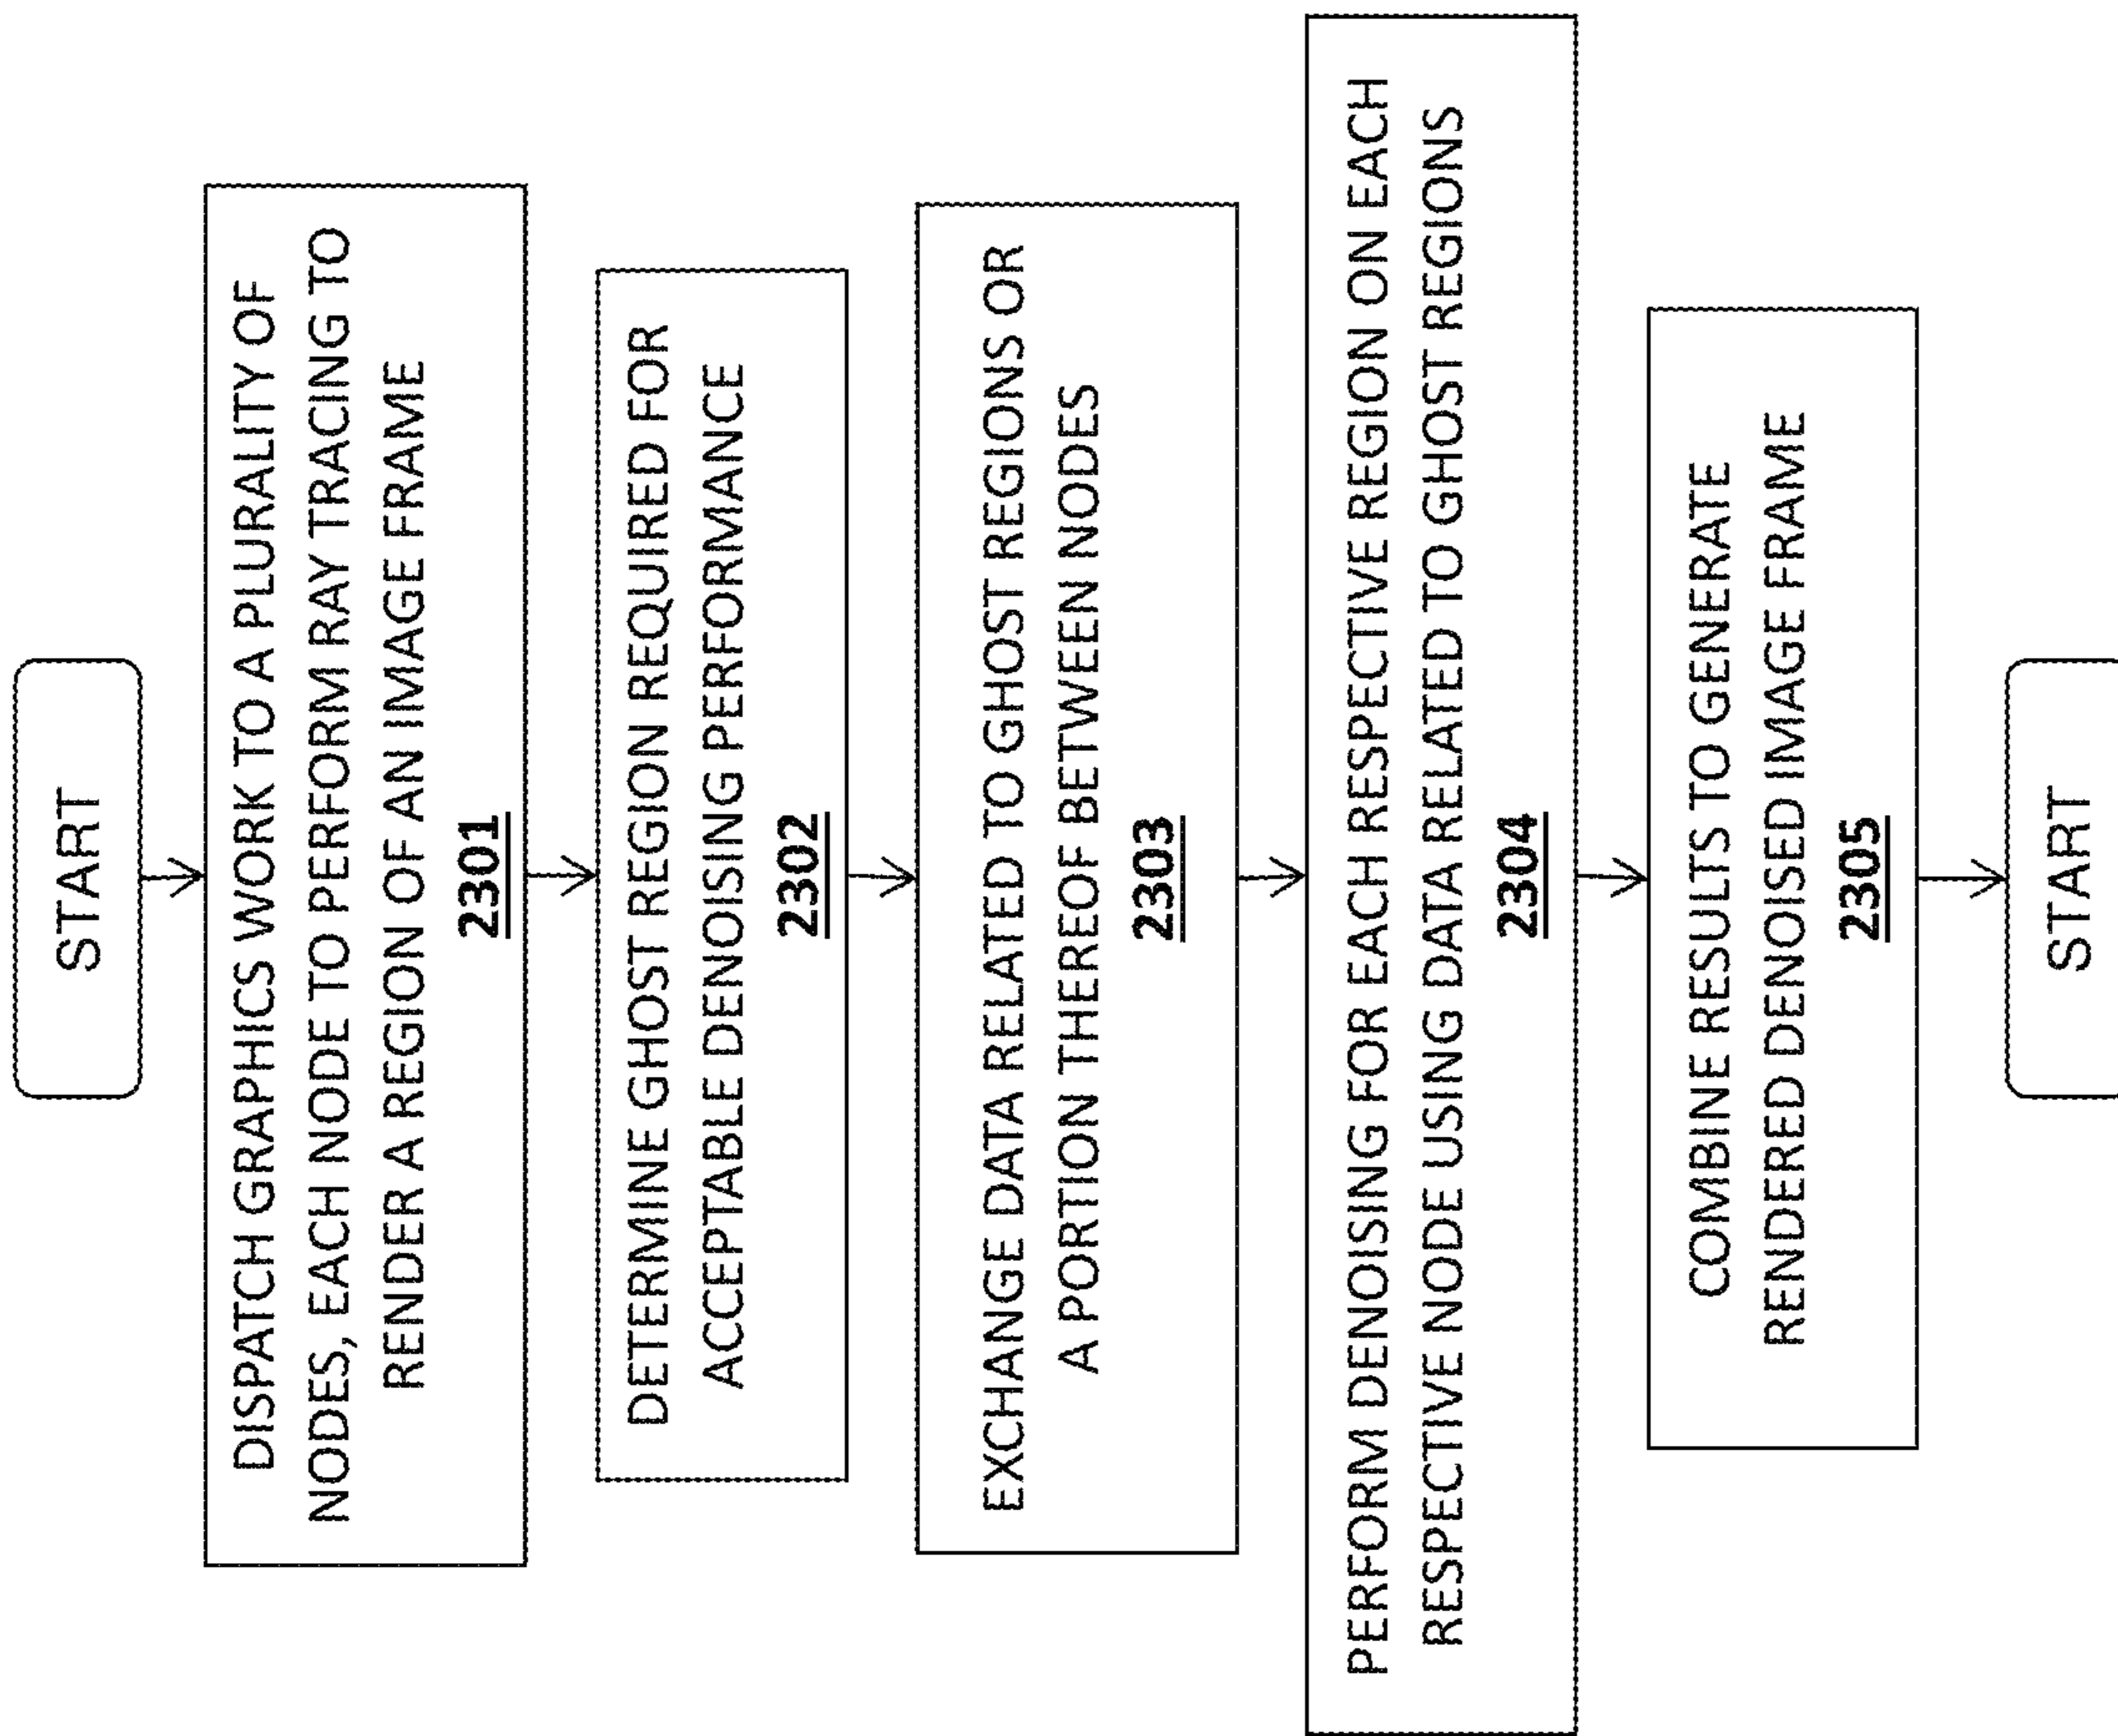 START
DISPATCH GRAPHICS WORK TO A PLURALITY OF
NODES, EACH NODE TO PERFORM RAY TRACING TO
RENDER A REGION OF AN IMAGE FRAME
2301
DETERMINE GHOST REGION REQUIRED FOR
ACCEPTABLE DENOISING PERFORMANCE
2302
EXCHANGE DATA RELATED TO GHOST REGIONS OR
A PORTION THEREOF BETWEEN NODES
2303
PERFORM DENOISING FOR EACH RESPECTIVE REGION ON EACH
RESPECTIVE NODE USING DATA RELATED TO GHOST REGIONS
2304
COMBINE RESULTS TO GENERATE
RENDERED DENOISED IMAGE FRAME
2305
START